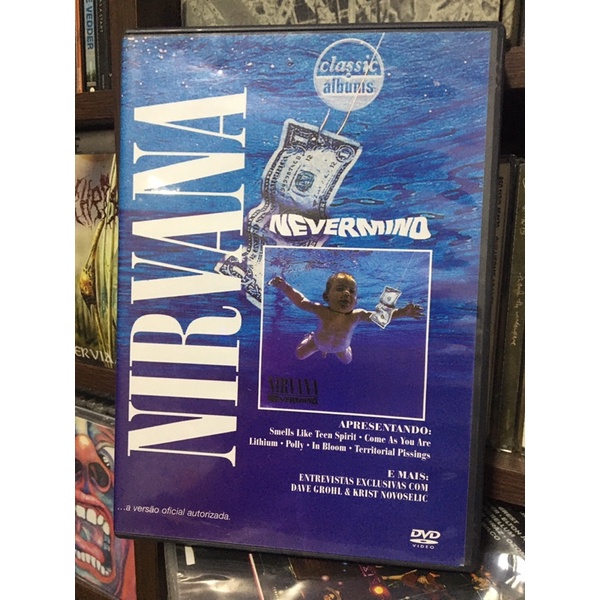 VEDDER
classic
albums
NIRVANA
NEVERMIND
NIRVANA
Nevermind
APRESENTANDO:
Smells Like Teen Spirit • Come As You Are
Lithium • Polly • In Bloom • Territorial Pissings
E MAIS:
ENTREVISTAS EXCLUSIVAS COM
DAVE GROHL & KRIST NOVOSELIC
...a versão oficial autorizada.
DVD
VIDEO